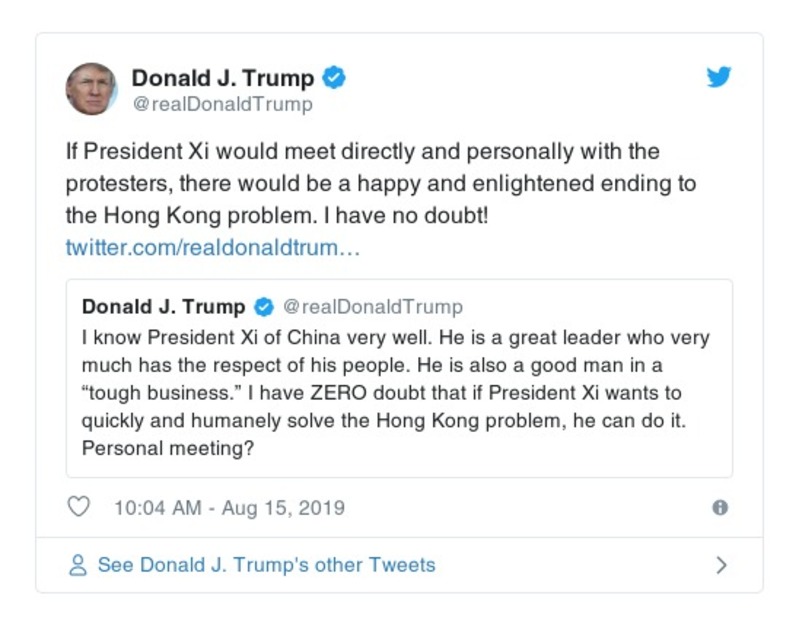 Donald J. Trump
@realDonaldTrump
If President Xi would meet directly and personally with the
protesters, there would be a happy and enlightened ending to
the Hong Kong problem. I have no doubt!
twitter.com/realdonaldtrum…
Donald J. Trump @realDonaldTrump
I know President Xi of China very well. He is a great leader who very
much has the respect of his people. He is also a good man in a
“tough business.” I have ZERO doubt that if President Xi wants to
quickly and humanely solve the Hong Kong problem, he can do it.
Personal meeting?
10:04 AM - Aug 15, 2019
See Donald J. Trump's other Tweets